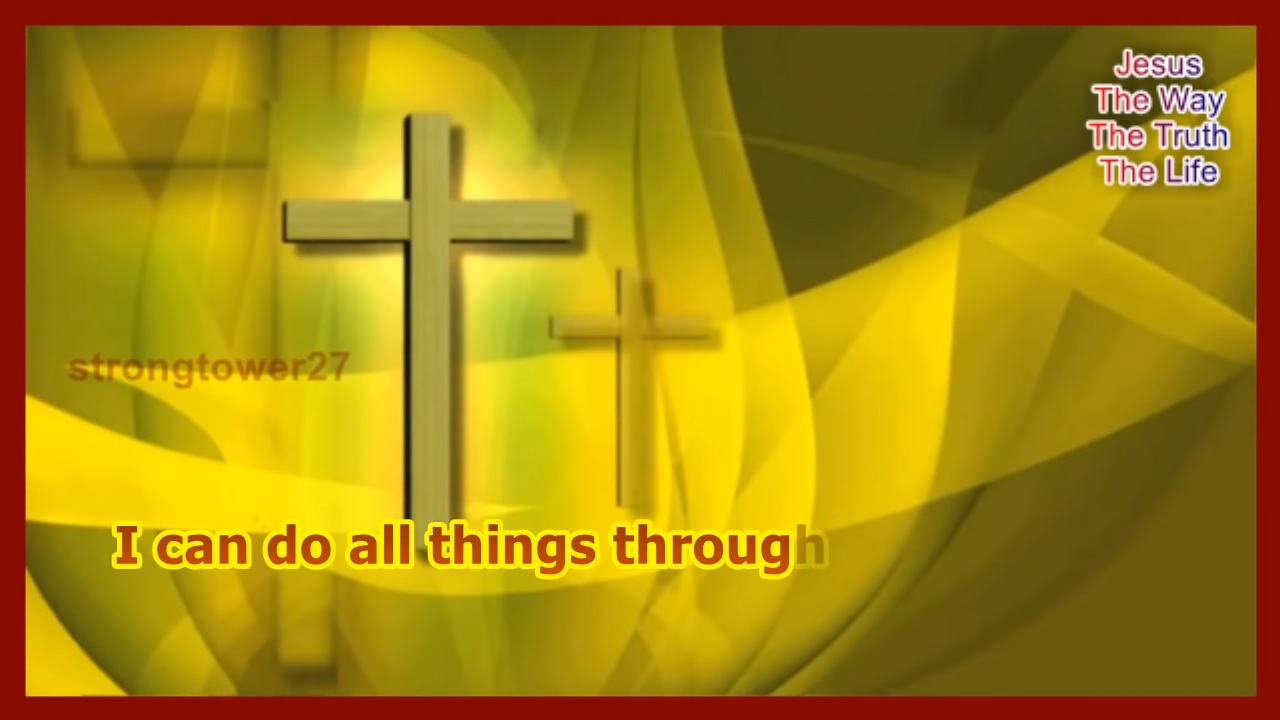 Jesus
The Way
The Truth
The Life
strongtower27
I can do all things through